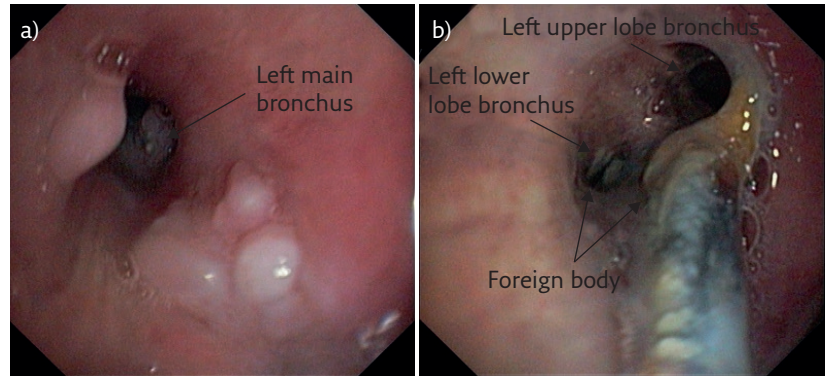 a)
Left main
bronchus
b)
Left upper lobe bronchus
Left lower
lobe bronchus
Foreign body